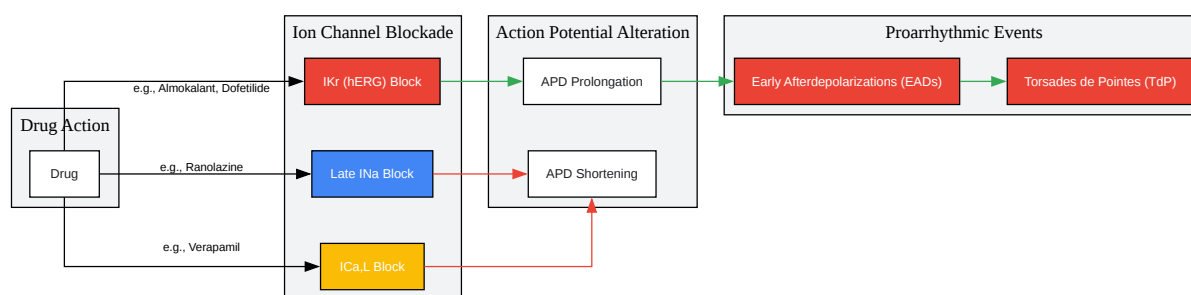 Ion Channel Blockade
Action Potential Alteration
Proarrhythmic Events
IKr (hERG) Block
APD Prolongation
Early Afterdepolarizations (EADs)
Torsades de Pointes (TdP)
e.g., Almokalant, Dofetilide
Drug Action
Drug
e.g., Ranolazine
Late INa Block
APD Shortening
e.g., Verapamil
ICa,L Block